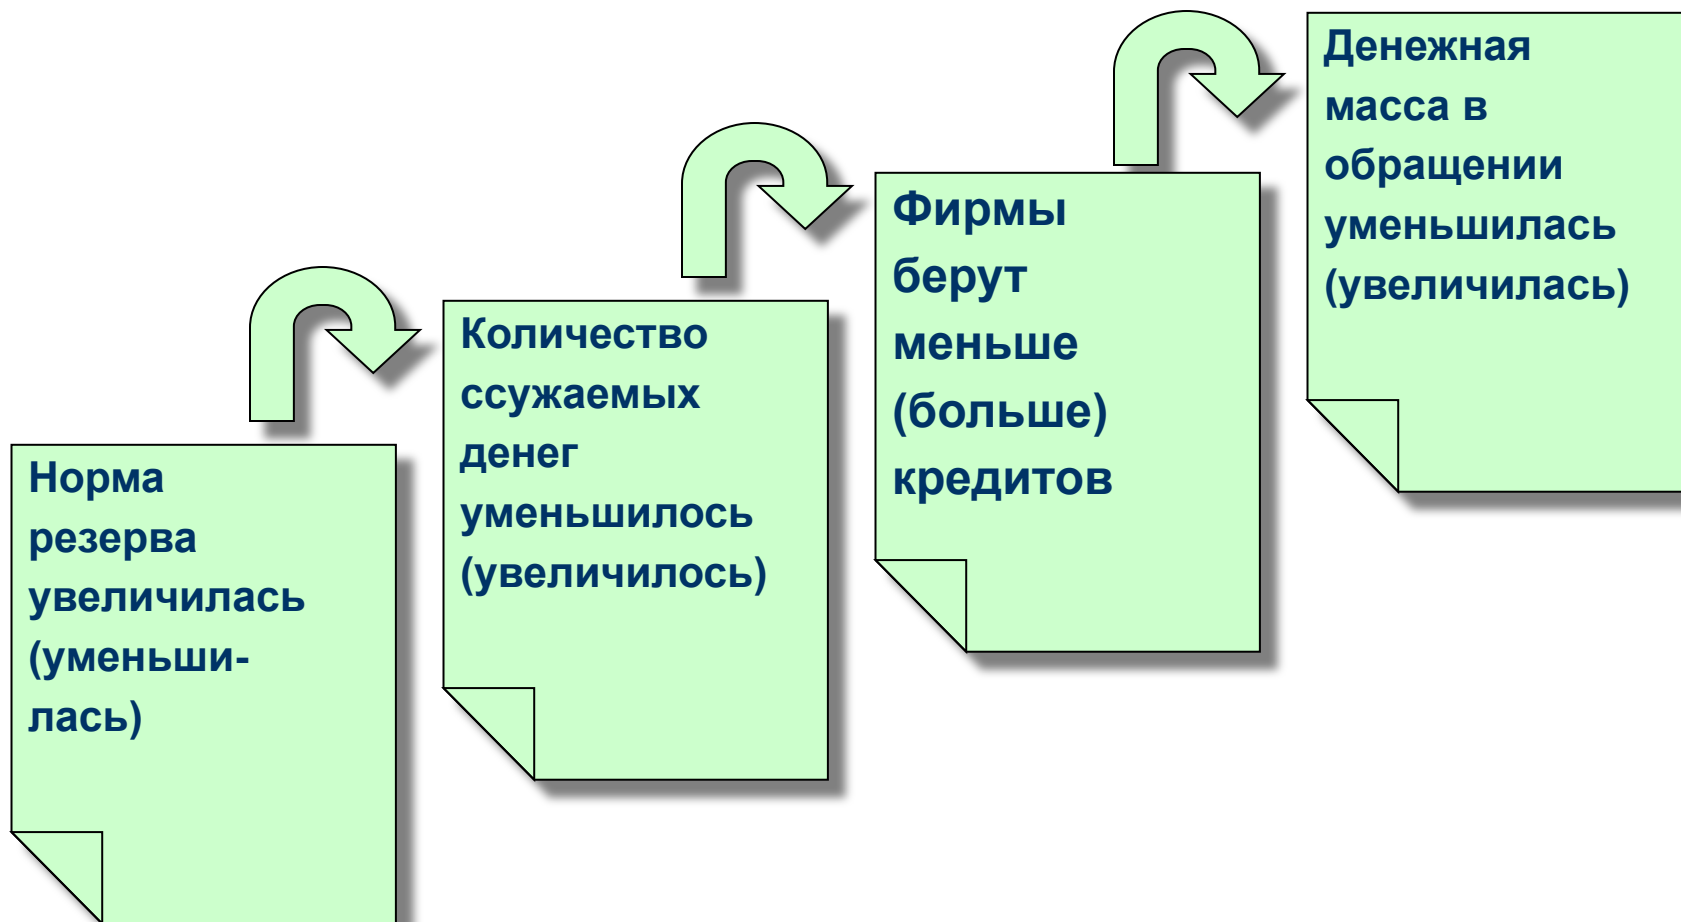 Норма
резерва
увеличилась
(уменьши-
лась)
Количество
ссужаемых
денег
уменьшилось
(увеличилось)
Фирмы
берут
меньше
(больше)
кредитов
Денежная
масса в
обращении
уменьшилась
(увеличилась)